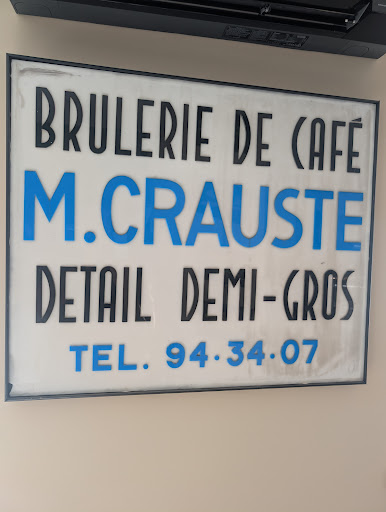 BRULERIE DE CAFÉ
M.CRAUSTE
DETAIL DEMI-GROS
TEL. 94.34.07